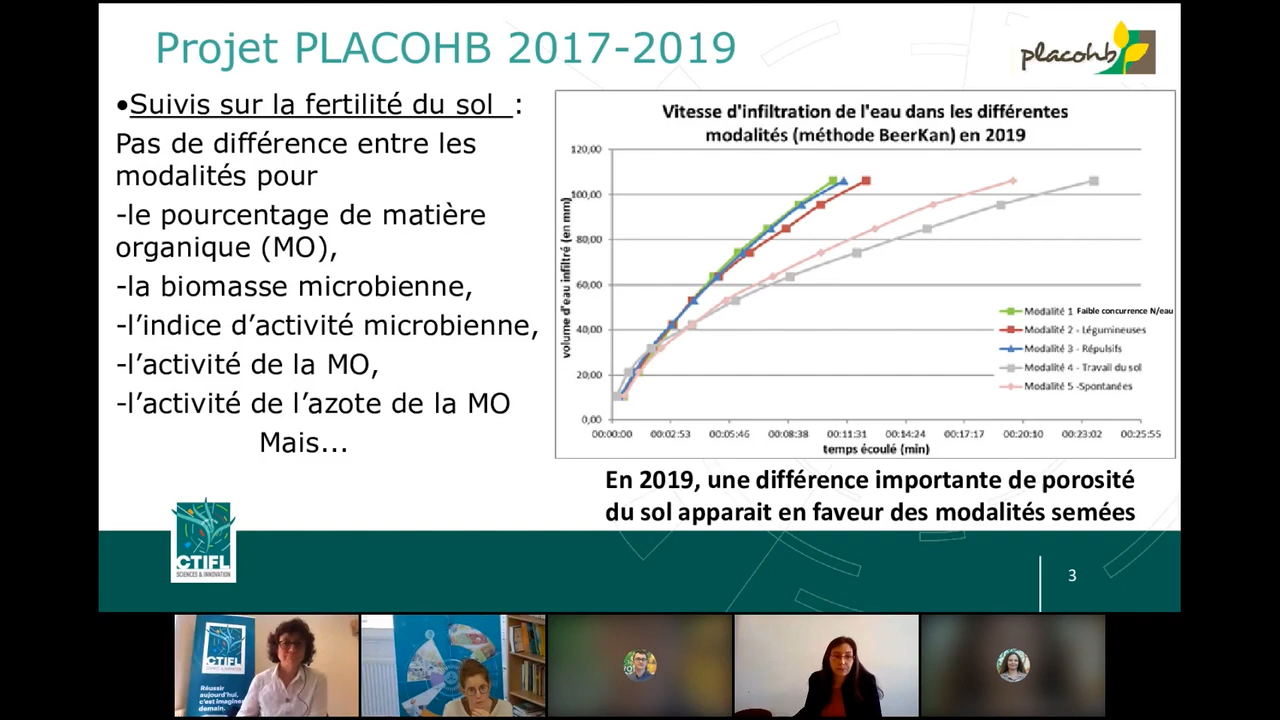 Projet PLACOHB 2017-2019
placohb
•Suivis sur la fertilité du sol :
Pas de différence entre les
modalités pour
-le pourcentage de matière
organique (MO),
-la biomasse microbienne,
-l’indice d’activité microbienne,
-l’activité de la MO,
-l’activité de l’azote de la MO
Mais...
Vitesse d'infiltration de l'eau dans les différentes
modalités (méthode BeerKan) en 2019
volume d'eau infiltré (en mm)
120,00
100,00
80,00
60,00
40,00
20,00
0,00
Modalité 1 Faible concurrence N/eau
Modalité 2 - Légumineuses
Modalité 3 - Répulsifs
Modalité 4 - Travail du sol
Modalité 5 -Spontanées
00:00:00 00:02:53 00:05:46 00:08:38 00:11:31 00:14:24 00:17:17 00:20:10 00:23:02 00:25:55
temps écoulé (min)
En 2019, une différence importante de porosité
du sol apparait en faveur des modalités semées
CTIFL
SCIENCES & INNOVATION
3
CTIFL
Réussir
aujourd'hui,
c'est imagine
demain.